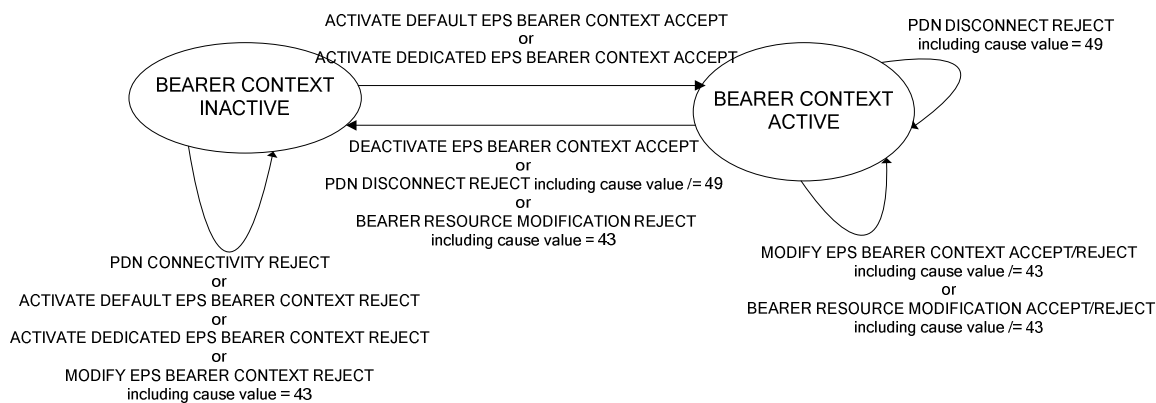 ACTIVATE DEFAULT EPS BEARER CONTEXT ACCEPT
or
ACTIVATE DEDICATED EPS BEARER CONTEXT ACCEPT
PDN DISCONNECT REJECT
including cause value = 49
BEARER CONTEXT
INACTIVE
BEARER CONTEXT
ACTIVE
DEACTIVATE EPS BEARER CONTEXT ACCEPT
or
PDN DISCONNECT REJECT including cause value /= 49
or
BEARER RESOURCE MODIFICATION REJECT
including cause value = 43
PDN CONNECTIVITY REJECT
or
ACTIVATE DEFAULT EPS BEARER CONTEXT REJECT
or
ACTIVATE DEDICATED EPS BEARER CONTEXT REJECT
or
MODIFY EPS BEARER CONTEXT REJECT
including cause value = 43
MODIFY EPS BEARER CONTEXT ACCEPT/REJECT
including cause value /= 43
or
BEARER RESOURCE MODIFICATION ACCEPT/REJECT
including cause value /= 43